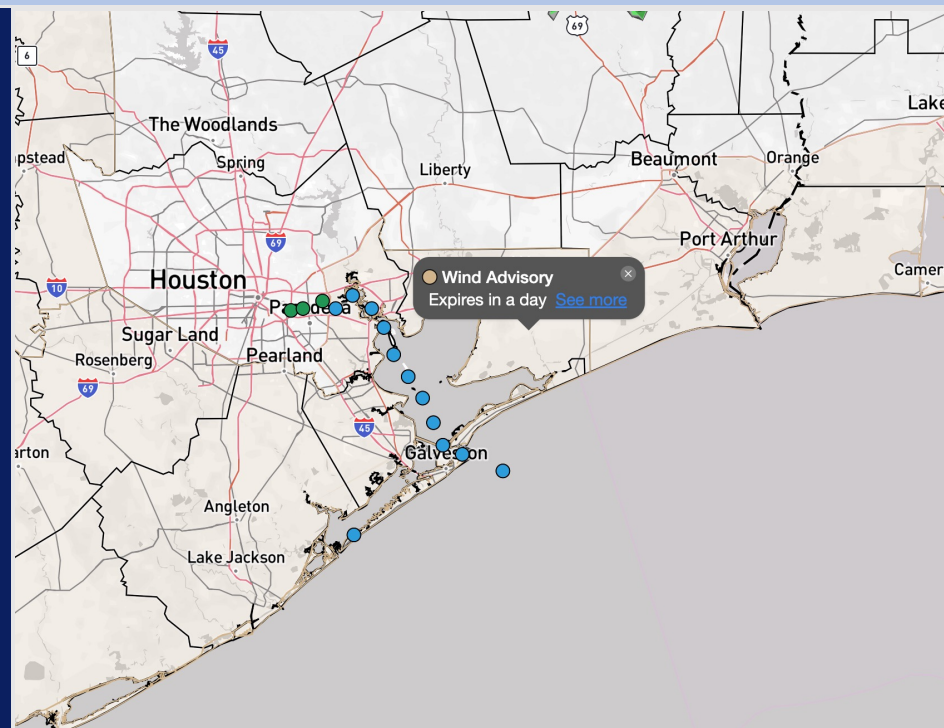 69
6
45
Lake
The Woodlands
pstead
Spring
Beaumont
Orange
Liberty
69
Port Arthur
Wind Advisory
Expires in a day See more
Camer
Houston
10
Sugar Land
Pearland
Rosenberg
69
45
arton
Galveston
Angleton
Lake Jackson